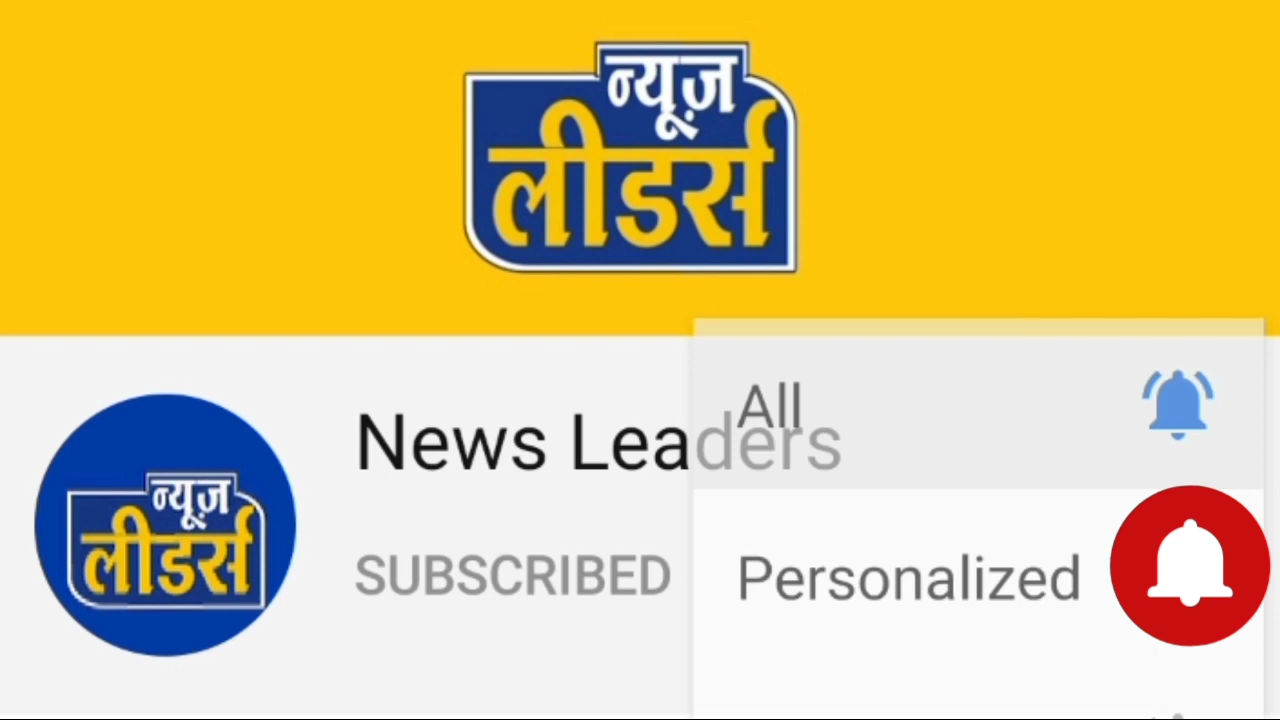 न्यूज़
लीडर्स
All
News Leaders
न्यूज़
लीडर्स
SUBSCRIBED
Personalized